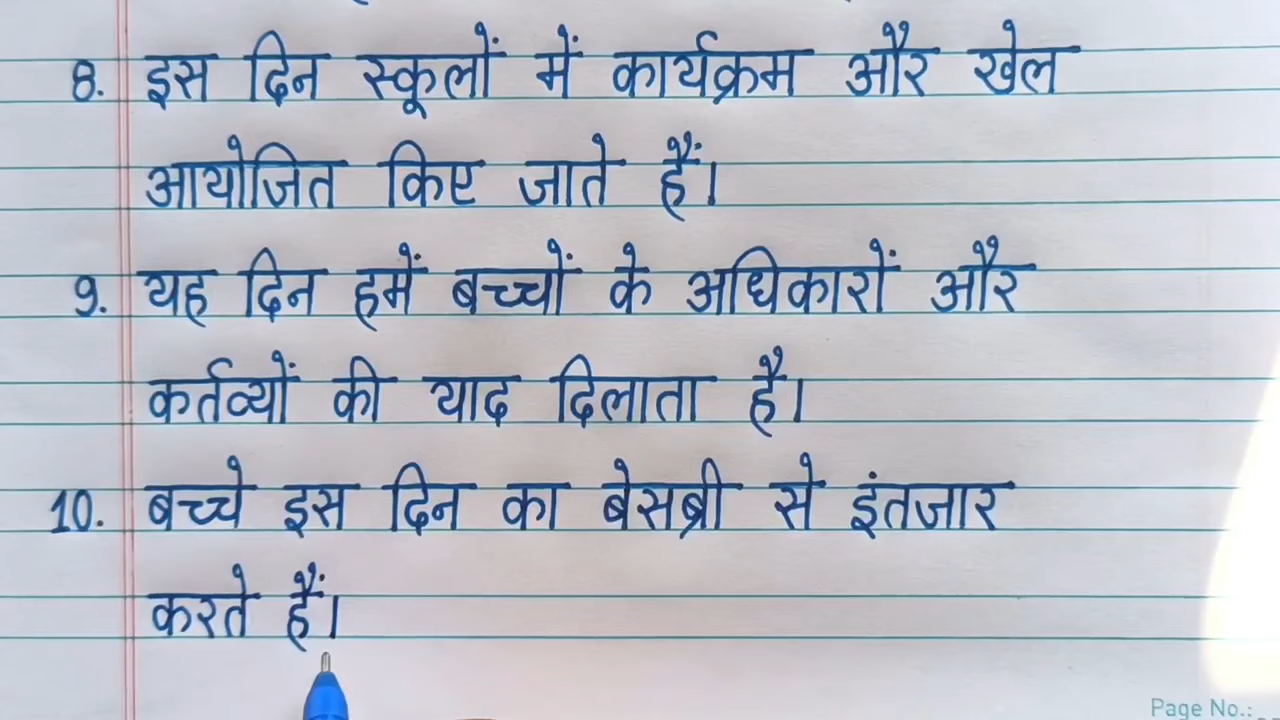 8. इस दिन स्कूलों में कार्यक्रम और खेल
आयोजित किए जाते हैं।
9. यह दिन हमें बच्चों के अधिकारों और
कर्तव्यों की याद दिलाता है।
10. बच्चे इस दिन का बेसब्री से इंतजार
करते हैं।
Page No.: